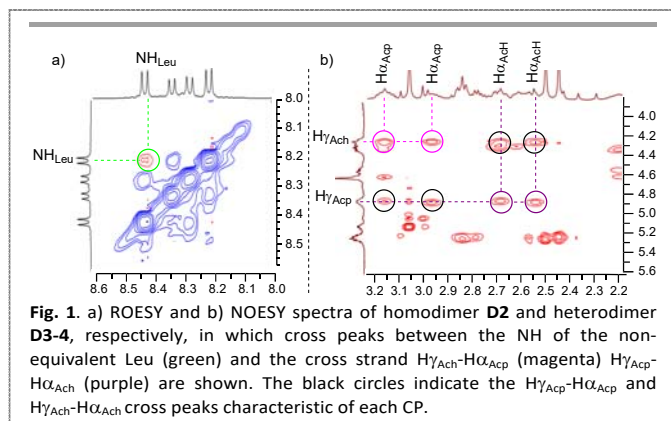 a)
NH Leu
NH Leu
8.0
8.1
8.2
8.3
8.4
8.5
8.6 8.5 8.4 8.3 8.2 8.1 8.0
b)
HαAcp
HαAcp
HαAcH
HαAcH
HγAch
HγAcp
4.0
4.2
4.4
4.6
4.8
5.0
5.2
5.4
5.6
3.2 3.1 3.0 2.9 2.8 2.7 2.6 2.5 2.4 2.3 2.2
Fig. 1. a) ROESY and b) NOESY spectra of homodimer D2 and heterodimer
D3-4, respectively, in which cross peaks between the NH of the non-
equivalent Leu (green) and the cross strand HγAch-HαAcp (magenta) HγAcp-
HαAch (purple) are shown. The black circles indicate the HγAcp-HαAcp and
HγAch-HαAch cross peaks characteristic of each CP.